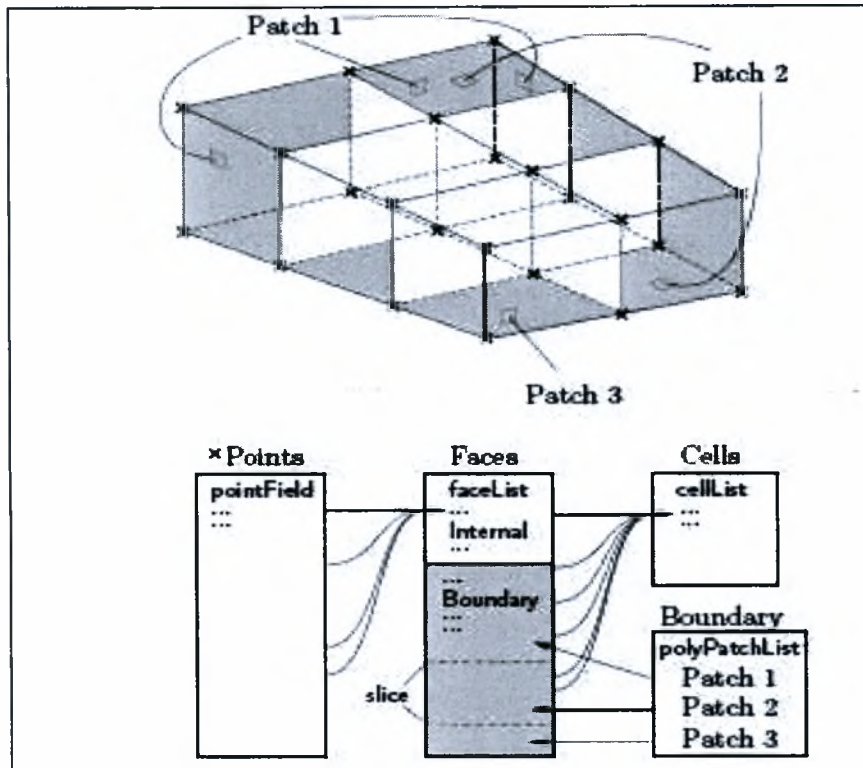 Patch 1
Patch 2
Patch 3
×Points
Faces
Cells
pointField
...
...
faceList
...
Internal
...
cellList
...
...
...
Boundary
...
...
Boundary
polyPatchList
Patch 1
Patch 2
Patch 3
slice